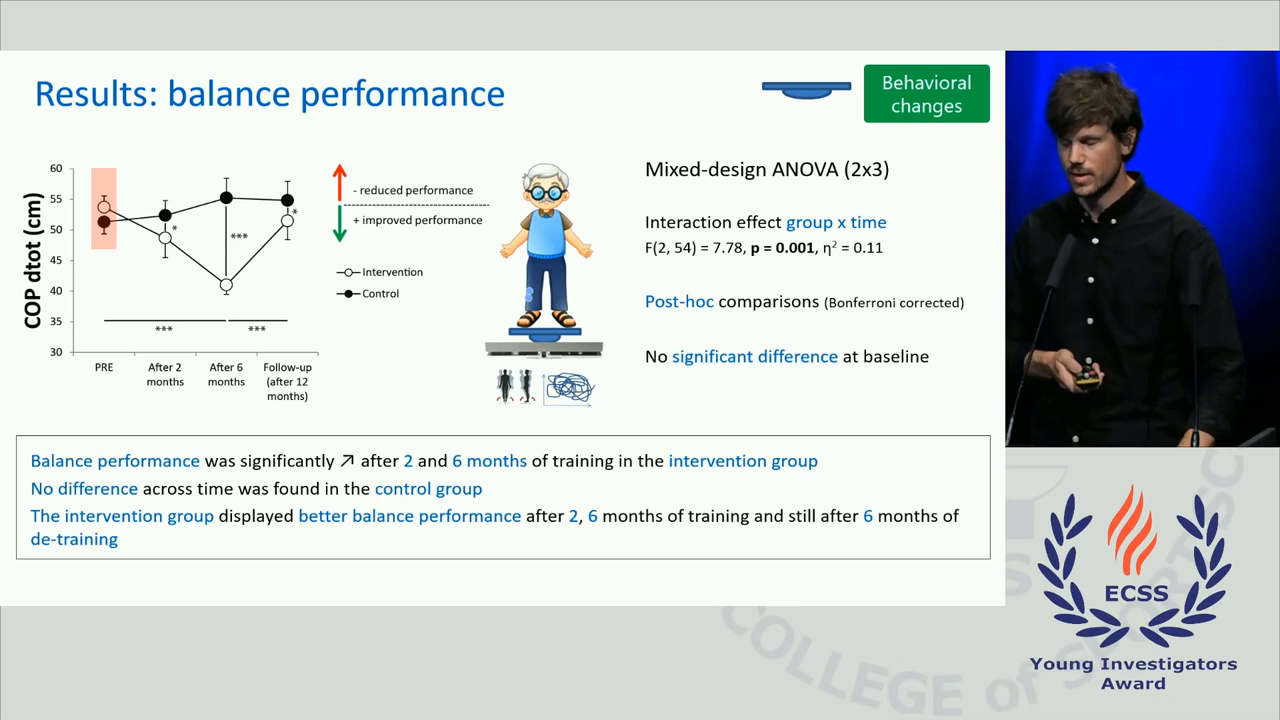 Results: balance performance
Behavioral
changes
60
55
50
45
40
35
30
COP dtot (cm)
*
***
*
***
***
PRE
After 2
months
After 6
months
Follow-up
(after 12
months)
- reduced performance
+ improved performance
Intervention
Control
Mixed-design ANOVA (2x3)
Interaction effect group x time
F(2, 54) = 7.78, p = 0.001, η² = 0.11
Post-hoc comparisons (Bonferroni corrected)
No significant difference at baseline
Balance performance was significantly ↗ after 2 and 6 months of training in the intervention group
No difference across time was found in the control group
The intervention group displayed better balance performance after 2, 6 months of training and still after 6 months of
de-training
ECSS
Young Investigators
Award
COLLEGE of SPORT SC